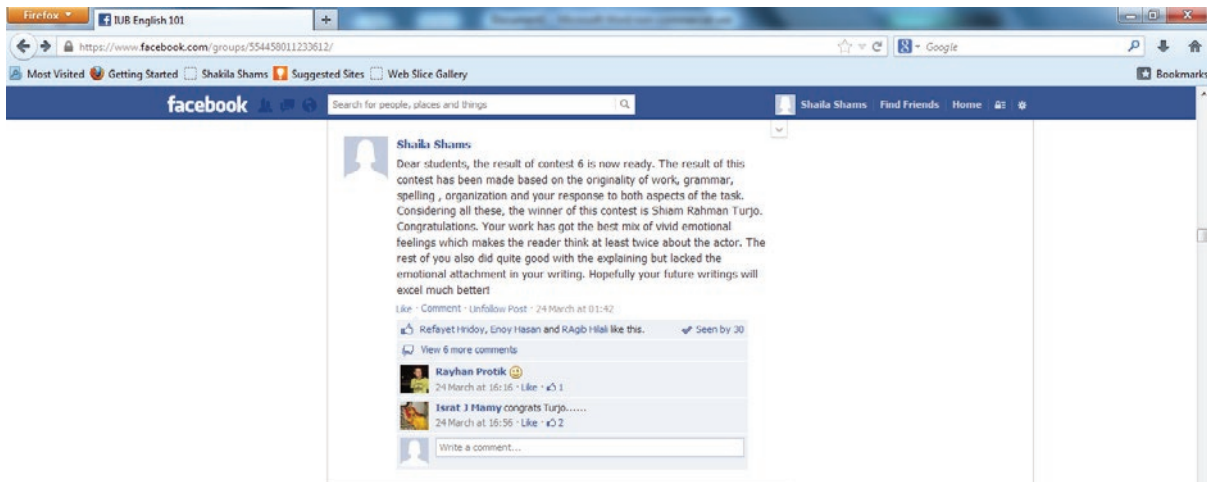 Firefox
IUB English 101
+
https://www.facebook.com/groups/554458011233612/
Google
Most Visited Getting Started Shakila Shams Suggested Sites Web Slice Gallery
Bookmarks
facebook
Search for people, places and things
Shaila Shams Find Friends Home
Shaila Shams
Dear students, the result of contest 6 is now ready. The result of this
contest has been made based on the originality of work, grammar,
spelling , organization and your response to both aspects of the task.
Considering all these, the winner of this contest is Shiam Rahman Turjo.
Congratulations. Your work has got the best mix of vivid emotional
feelings which makes the reader think at least twice about the actor. The
rest of you also did quite good with the explaining but lacked the
emotional attachment in your writing. Hopefully your future writings will
excel much better!
Like · Comment · Unfollow Post · 24 March at 01:42
Refayet Hridoy, Enoy Hasan and RAgib Hilali like this. Seen by 30
View 6 more comments
Rayhan Protik
24 March at 16:16 · Like · 1
Israt J Mamy congrats Turjo......
24 March at 16:56 · Like · 2
Write a comment...